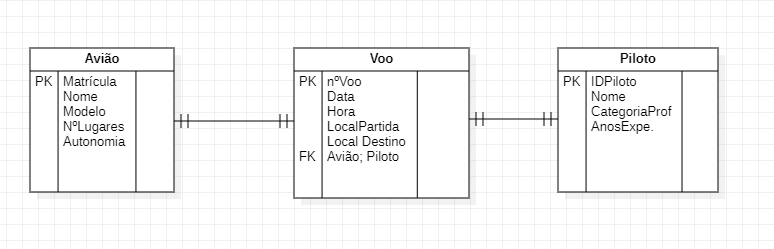 Avião
PK Matrícula
Nome
Modelo
NºLugares
Autonomia
Voo
PK nºVoo
Data
Hora
LocalPartida
Local Destino
FK Avião; Piloto
Piloto
PK IDPiloto
Nome
CategoriaProf
AnosExpe.